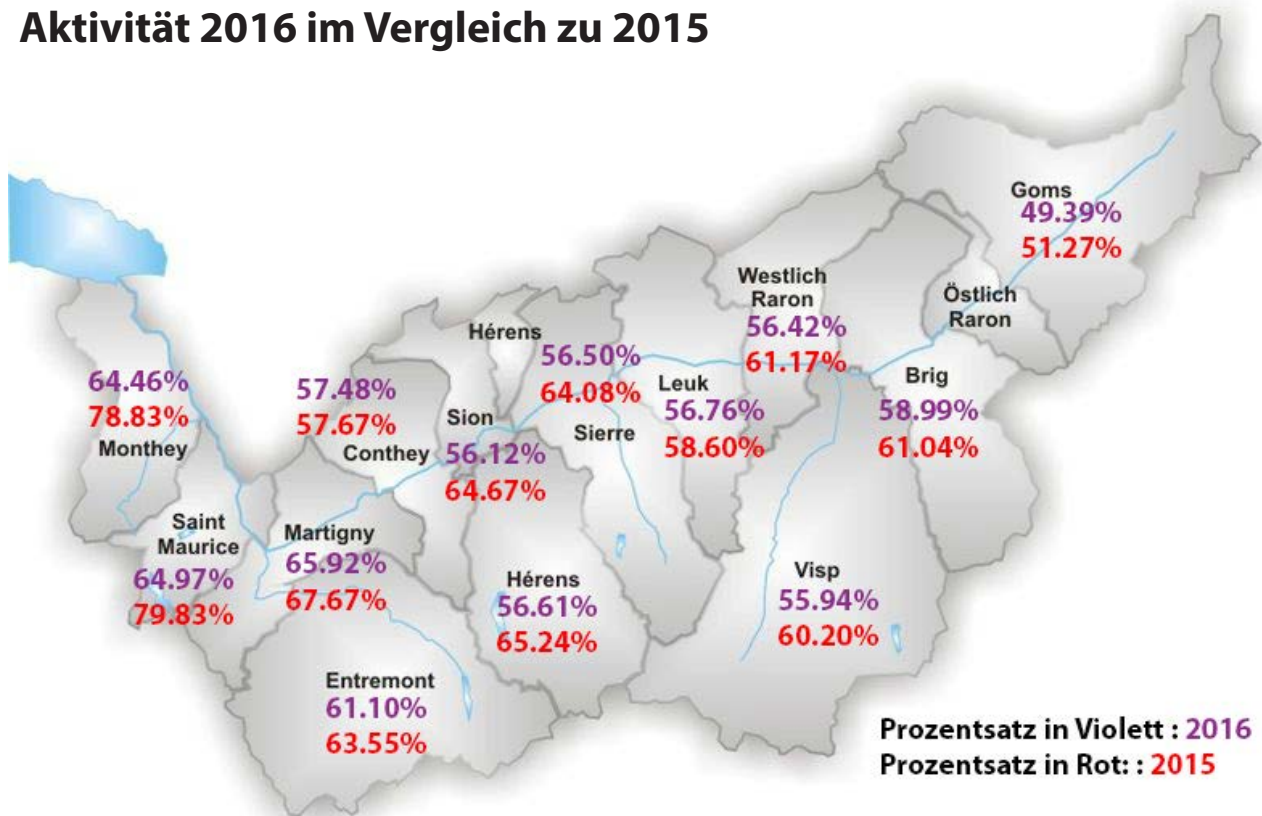 Aktivität 2016 im Vergleich zu 2015
Goms
49.39%
51.27%
Westlich
Raron
56.42%
61.17%
Östlich
Raron
Hérens
56.50%
64.08%
Sierre
Leuk
56.76%
58.60%
Brig
58.99%
61.04%
64.46%
78.83%
Monthey
57.48%
57.67%
Conthey
Sion
56.12%
64.67%
Saint
Maurice
64.97%
79.83%
Martigny
65.92%
67.67%
Hérens
56.61%
65.24%
Visp
55.94%
60.20%
Entremont
61.10%
63.55%
Prozentsatz in Violett : 2016
Prozentsatz in Rot: : 2015